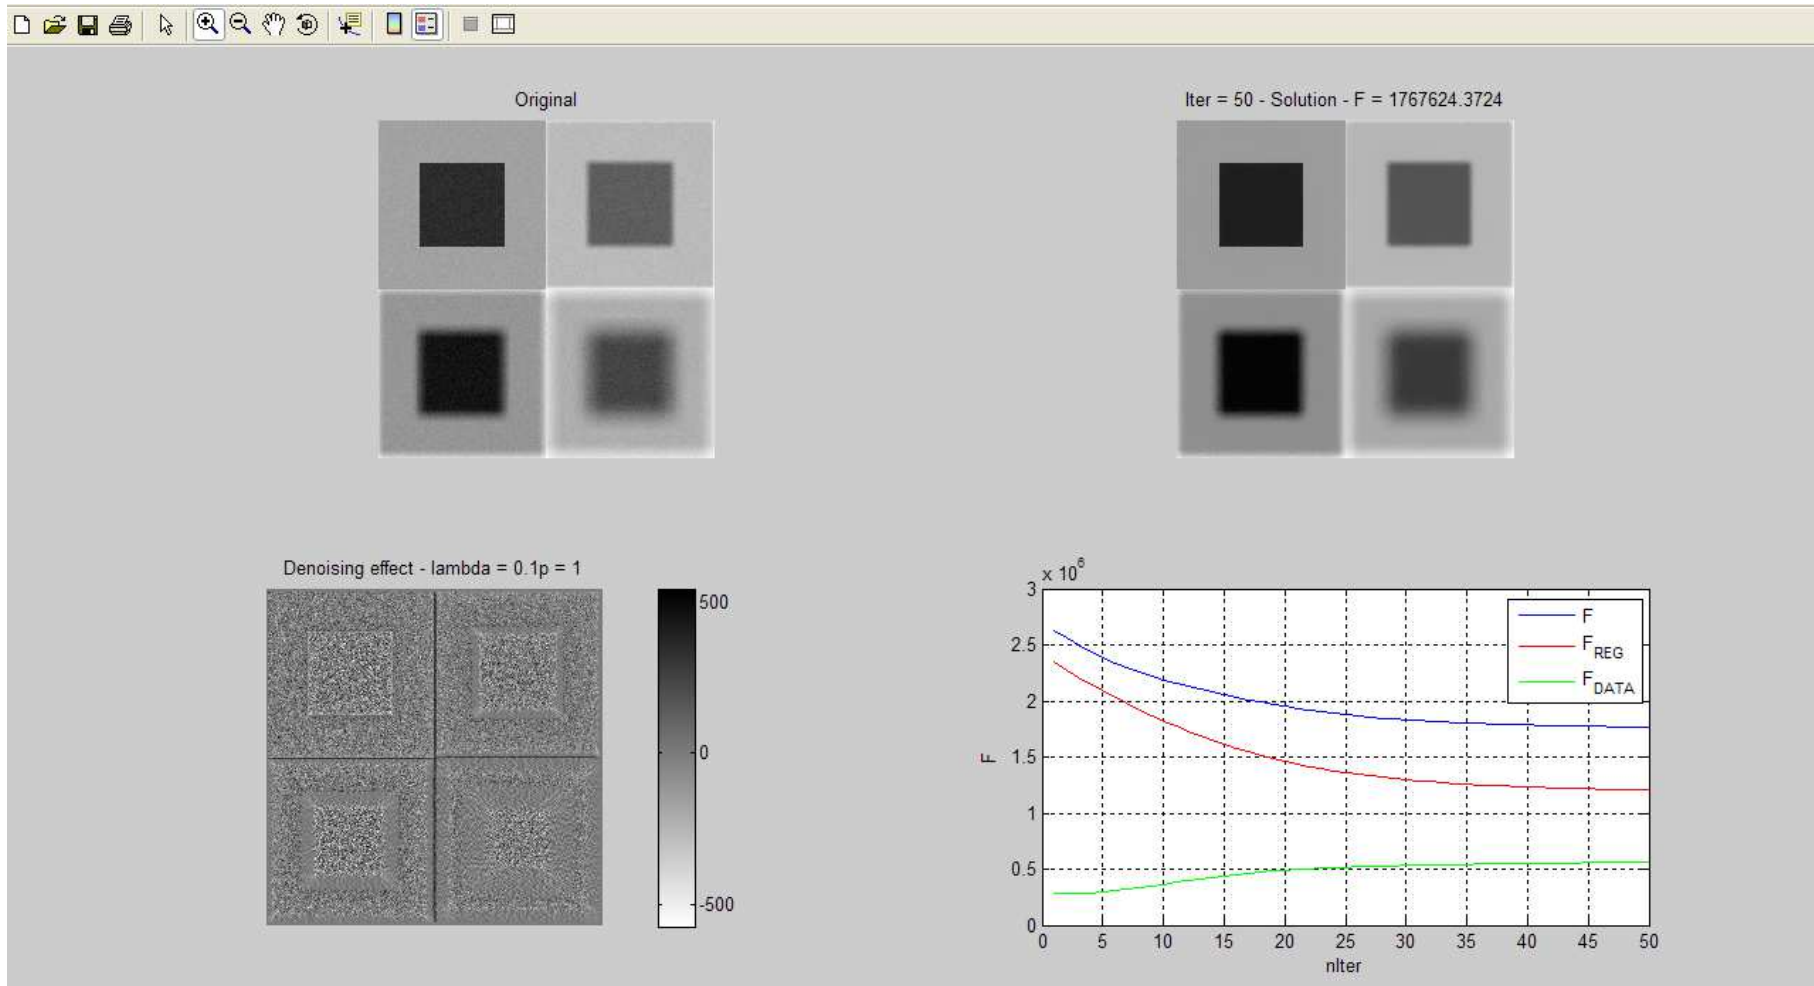 Original
Iter = 50 - Solution - F = 1767624.3724
Denoising effect - lambda = 0.1p = 1
500
0
-500
x 10^6
3
2.5
2
1.5
1
0.5
0
F
0 5 10 15 20 25 30 35 40 45 50
nIter
F
F_REG
F_DATA